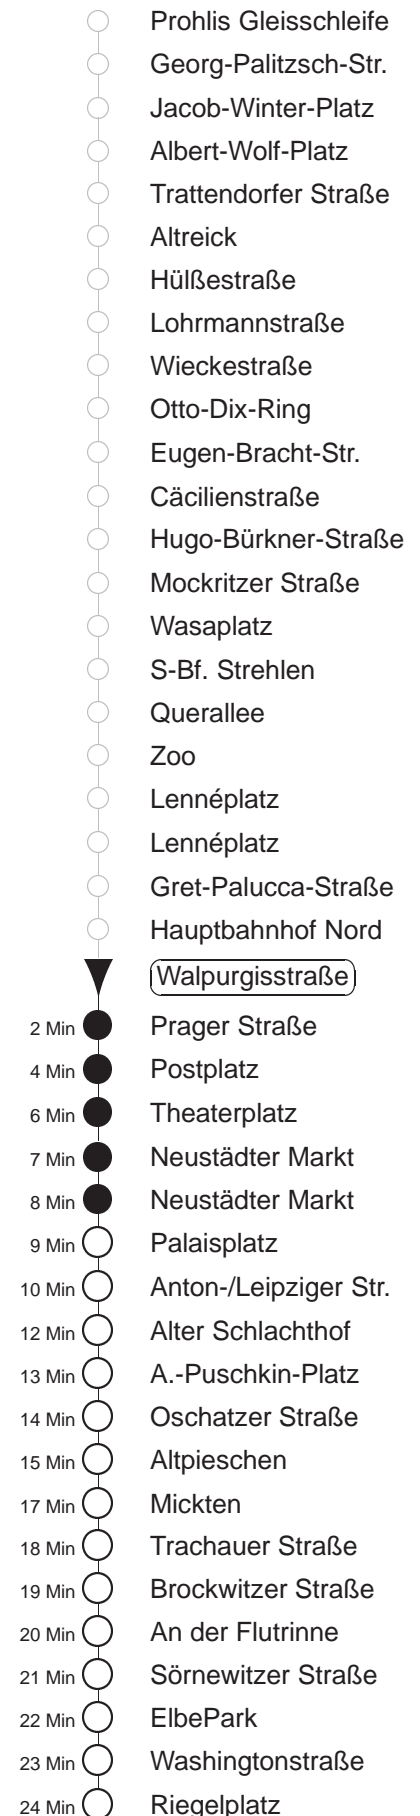 Prohlis Gleisschleife
Georg-Palitzsch-Str.
Jacob-Winter-Platz
Albert-Wolf-Platz
Trattendorfer Straße
Altreick
Hülßestraße
Lohrmannstraße
Wieckestraße
Otto-Dix-Ring
Eugen-Bracht-Str.
Cäcilienstraße
Hugo-Bürkner-Straße
Mockritzer Straße
Wasaplatz
S-Bf. Strehlen
Querallee
Zoo
Lennéplatz
Lennéplatz
Gret-Palucca-Straße
Hauptbahnhof Nord
Walpurgisstraße
2 Min Prager Straße
4 Min Postplatz
6 Min Theaterplatz
7 Min Neustädter Markt
8 Min Neustädter Markt
9 Min Palaisplatz
10 Min Anton-/Leipziger Str.
12 Min Alter Schlachthof
13 Min A.-Puschkin-Platz
14 Min Oschatzer Straße
15 Min Altpieschen
17 Min Mickten
18 Min Trachauer Straße
19 Min Brockwitzer Straße
20 Min An der Flutrinne
21 Min Sörnewitzer Straße
22 Min ElbePark
23 Min Washingtonstraße
24 Min Riegelplatz